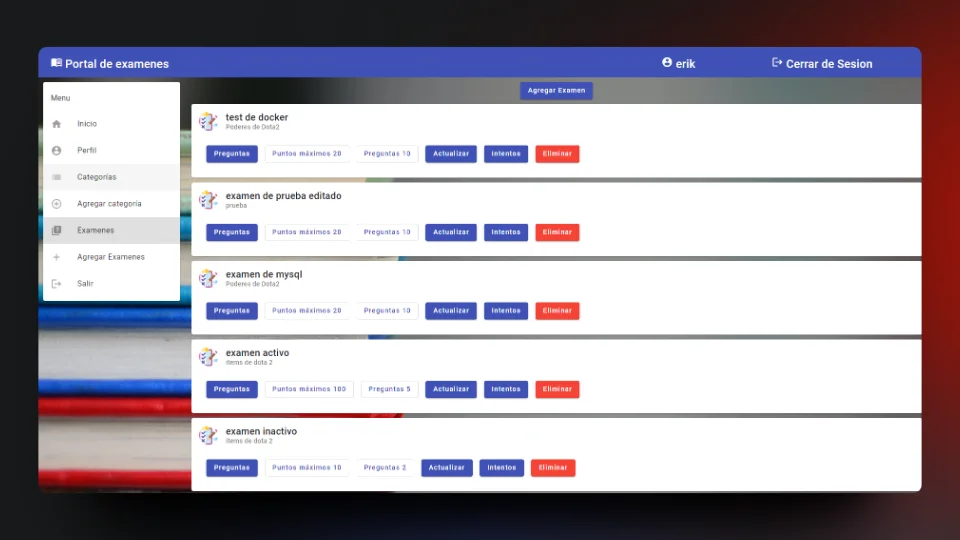 Portal de examenes
erik
Cerrar de Sesion
Menu
Inicio
Perfil
Categorías
Agregar categoría
Examenes
Agregar Examenes
Salir
Agregar Examen
test de docker
Poderes de Dota2
Preguntas Puntos máximos 20 Preguntas 10 Actualizar Intentos Eliminar
examen de prueba editado
prueba
Preguntas Puntos máximos 20 Preguntas 10 Actualizar Intentos Eliminar
examen de mysql
Poderes de Dota2
Preguntas Puntos máximos 20 Preguntas 10 Actualizar Intentos Eliminar
examen activo
items de dota 2
Preguntas Puntos máximos 100 Preguntas 5 Actualizar Intentos Eliminar
examen inactivo
items de dota 2
Preguntas Puntos máximos 10 Preguntas 2 Actualizar Intentos Eliminar